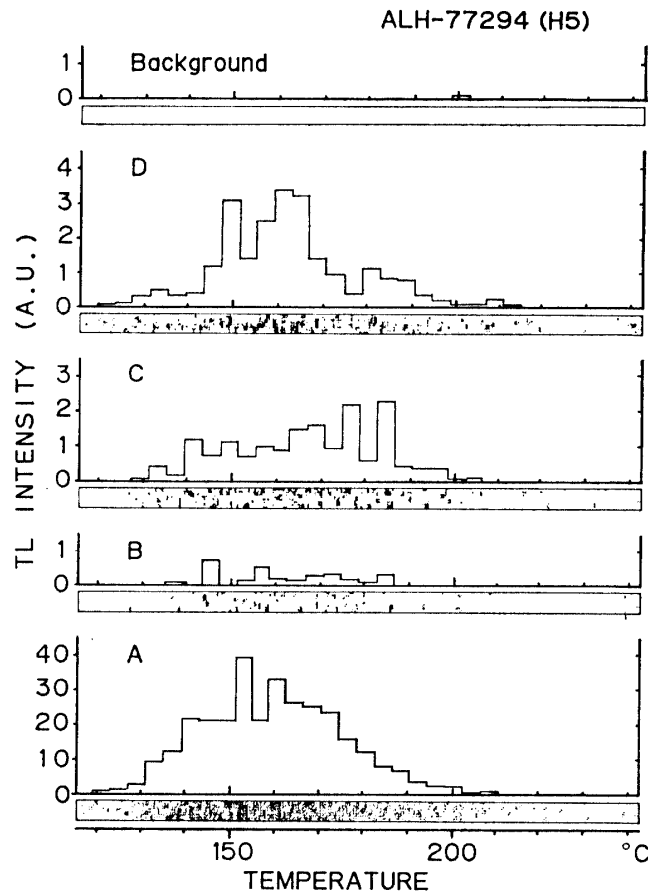 ALH-77294 (H5)
Background
1
0
D
4
3
2
1
0
C
3
2
1
0
B
1
0
A
40
30
20
10
0
TL INTENSITY (A.U.)
150 200 °C
TEMPERATURE